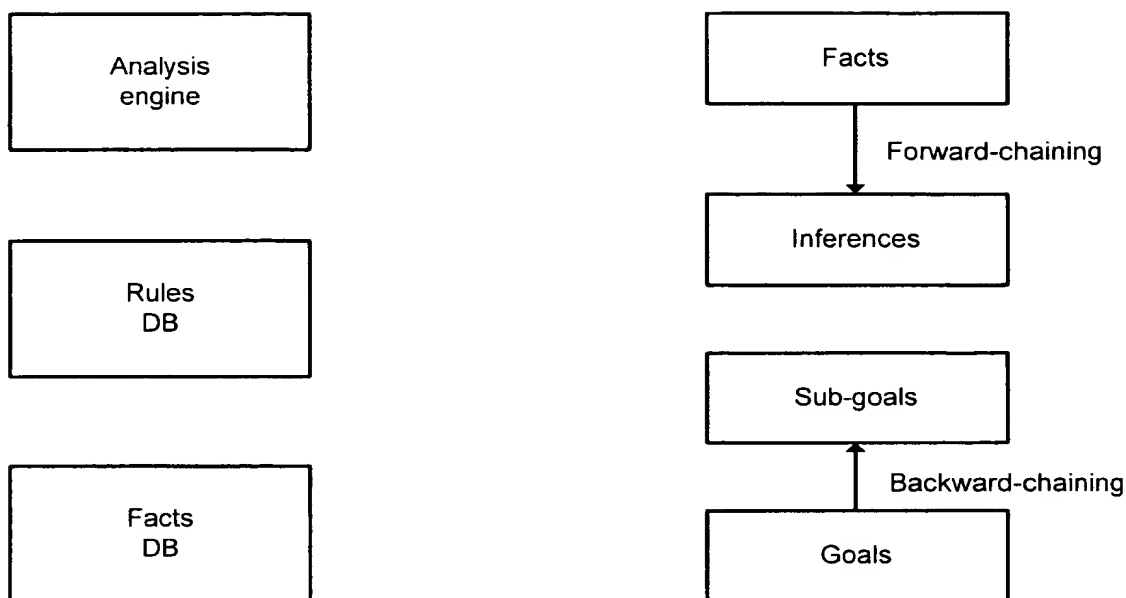 Analysis
engine
Rules
DB
Facts
DB
Facts
Forward-chaining
Inferences
Sub-goals
Backward-chaining
Goals